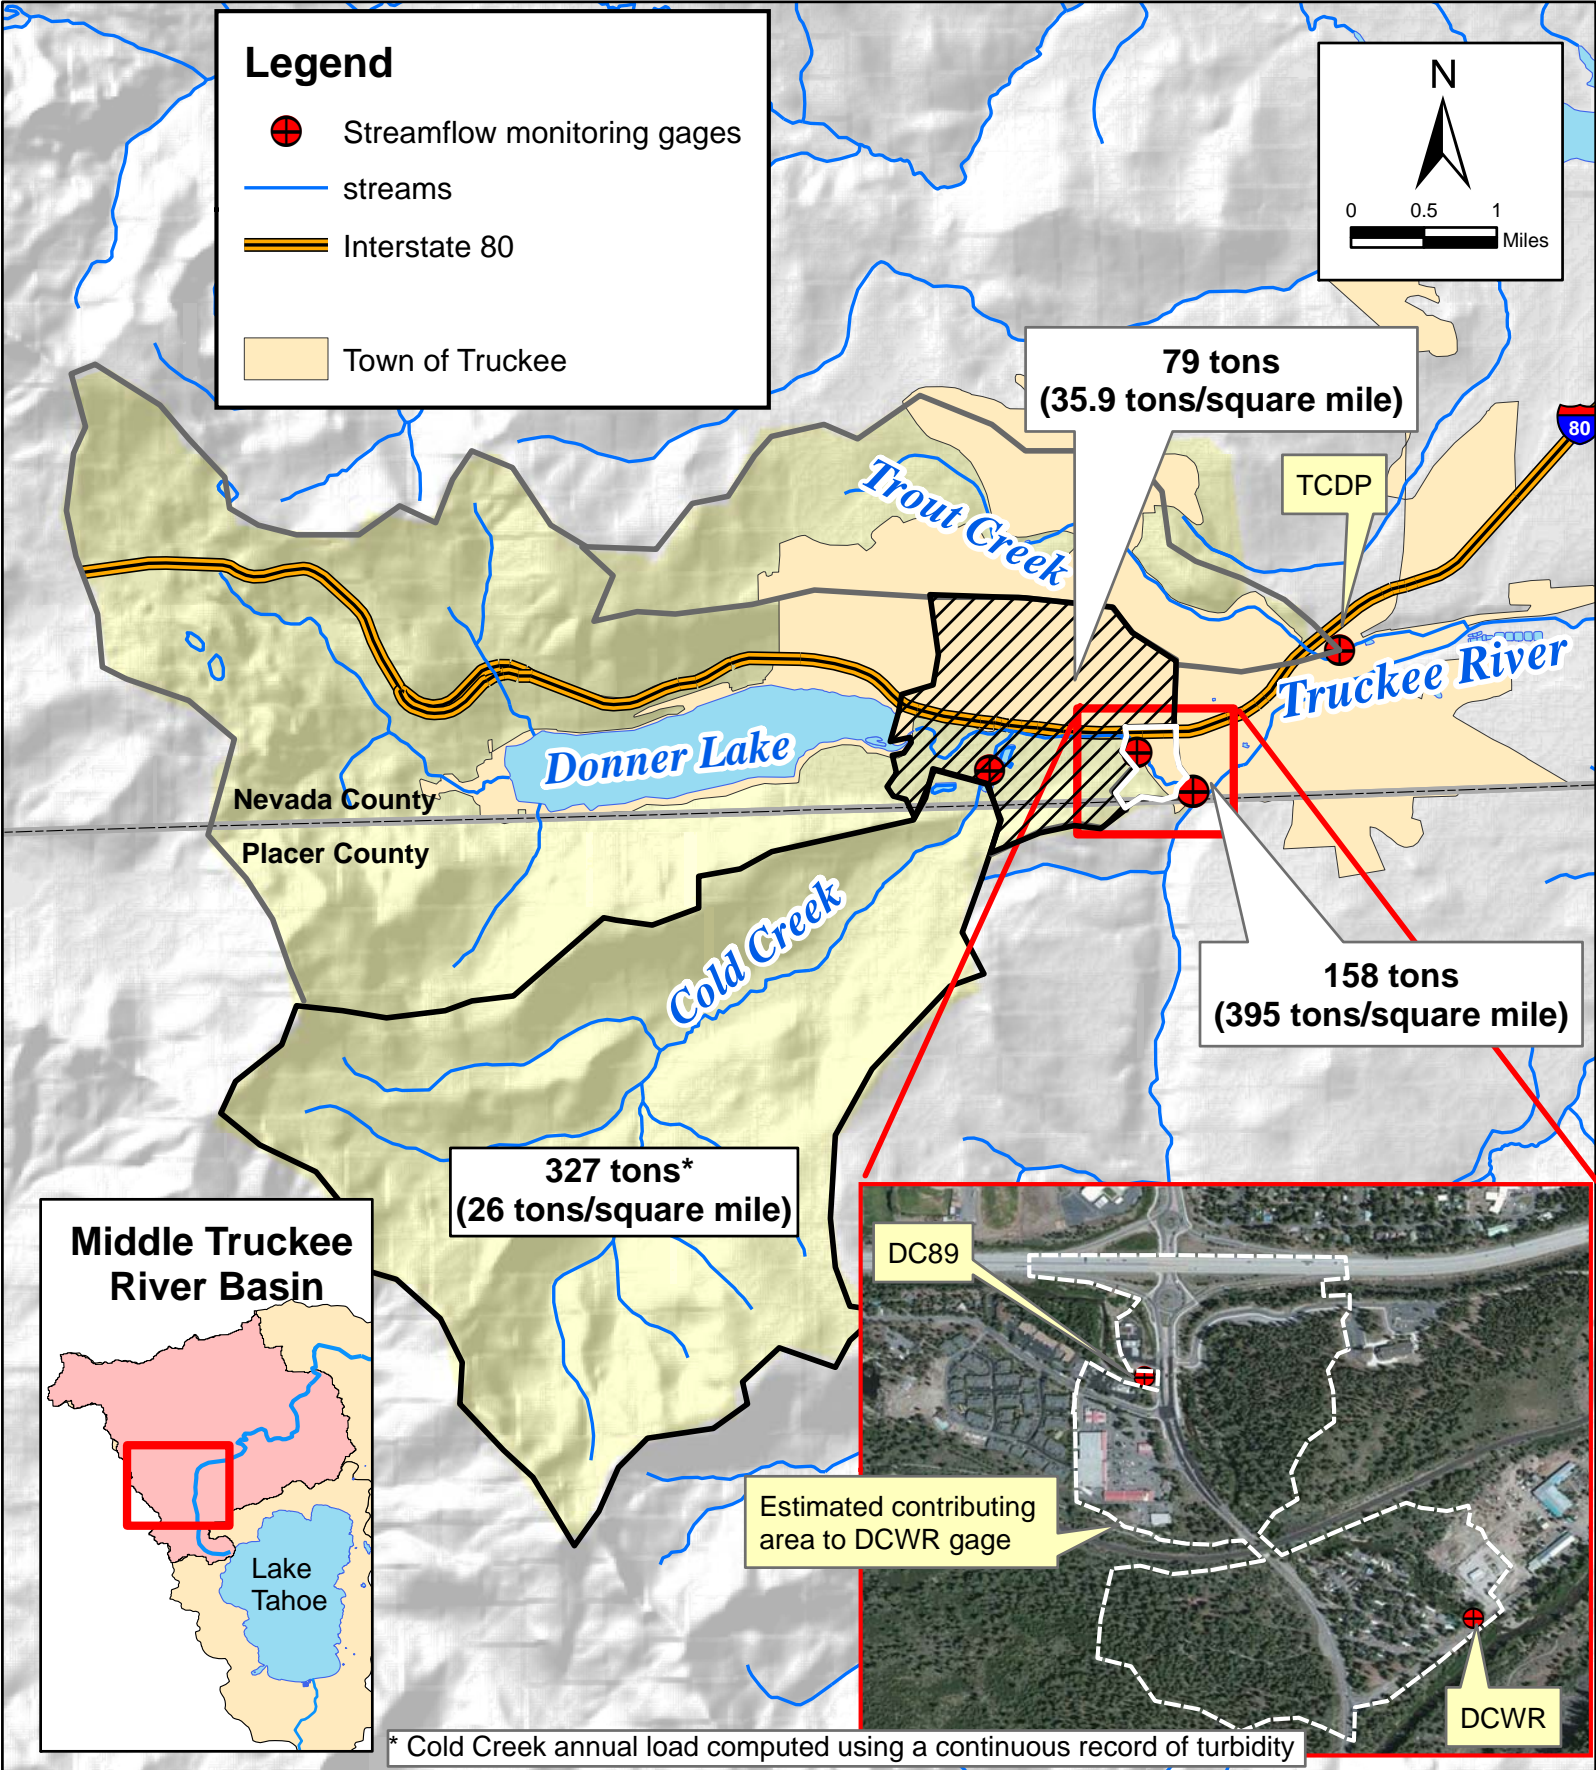 Legend
Streamflow monitoring gages
streams
Interstate 80
Town of Truckee
N
0 0.5 1
Miles
79 tons
(35.9 tons/square mile)
80
TCDP
Trout Creek
Truckee River
Donner Lake
Nevada County
Placer County
Cold Creek
158 tons
(395 tons/square mile)
327 tons*
(26 tons/square mile)
Middle Truckee
River Basin
Lake
Tahoe
DC89
Estimated contributing
area to DCWR gage
DCWR
* Cold Creek annual load computed using a continuous record of turbidity